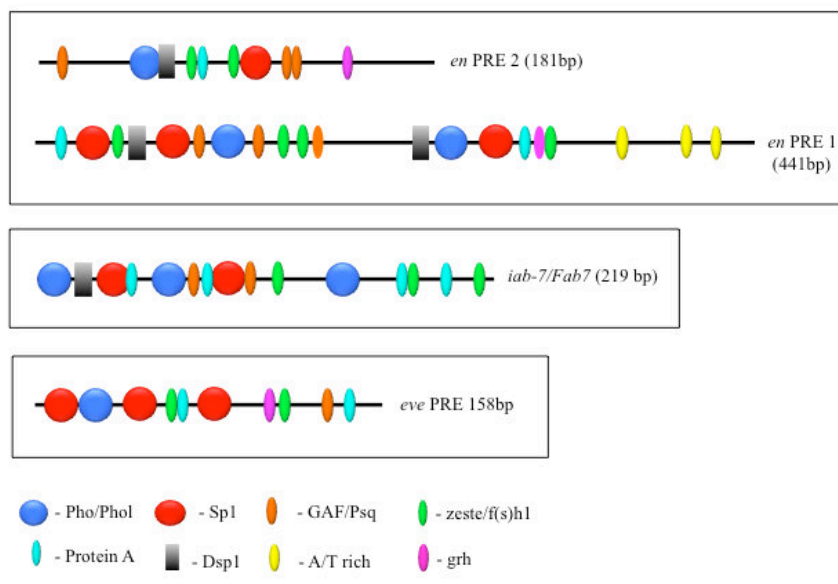 en PRE 2 (181bp)
en PRE 1
(441bp)
iab-7/Fab7 (219 bp)
eve PRE 158bp
- Pho/Phol - Sp1 - GAF/Psq - zeste/f(s)h1
- Protein A - Dsp1 - A/T rich - grh